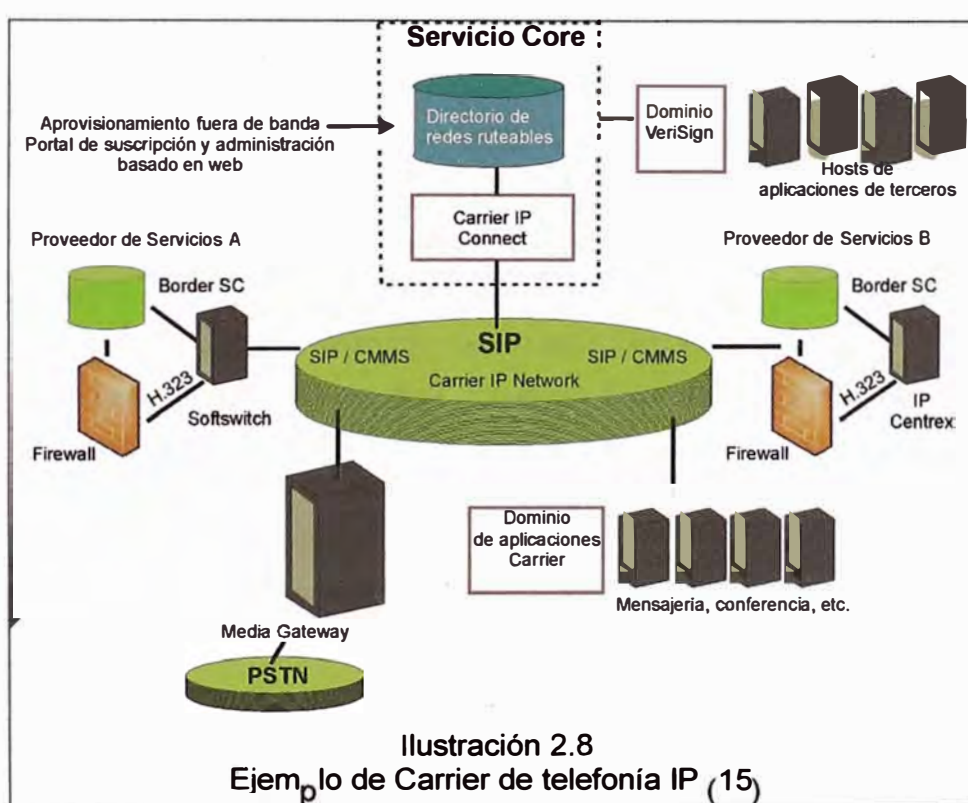 Servicio Core
Directorio de
redes ruteables
Aprovisionamiento fuera de banda
Portal de suscripción y administración
basado en web
Dominio
VeriSign
Hosts de
aplicaciones de terceros
Carrier IP
Connect
Proveedor de Servicios A
Border SC
H.323
Softswitch
Firewall
Proveedor de Servicios B
Border SC
H.323
IP
Centrex
Firewall
SIP
SIP / CMMS
SIP / CMMS
Carrier IP Network
Dominio
de aplicaciones
Carrier
Mensajería, conferencia, etc.
Media Gateway
PSTN
Ilustración 2.8
Ejemplo de Carrier de telefonía IP (15)